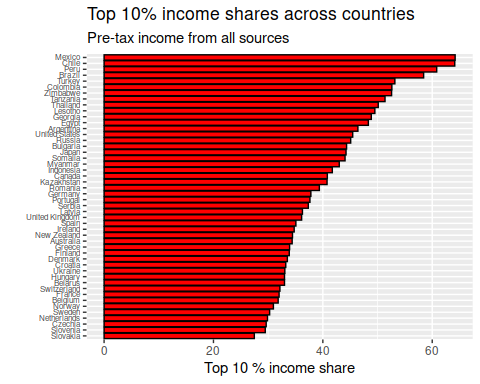 Top 10% income shares across countries
Pre-tax income from all sources
Mexico
Chile
Peru
Brazil
Turkey
Colombia
Zimbabwe
Tanzania
Thailand
Lesotho
Georgia
Egypt
Argentina
United States
Russia
Bulgaria
Japan
Somalia
Myanmar
Indonesia
Canada
Kazakhstan
Romania
Germany
Portugal
Serbia
Latvia
United Kingdom
Spain
Ireland
New Zealand
Australia
Greece
Finland
Denmark
Croatia
Ukraine
Hungary
Belarus
Switzerland
France
Belgium
Norway
Sweden
Netherlands
Czechia
Slovenia
Slovakia
0 20 40 60
Top 10 % income share